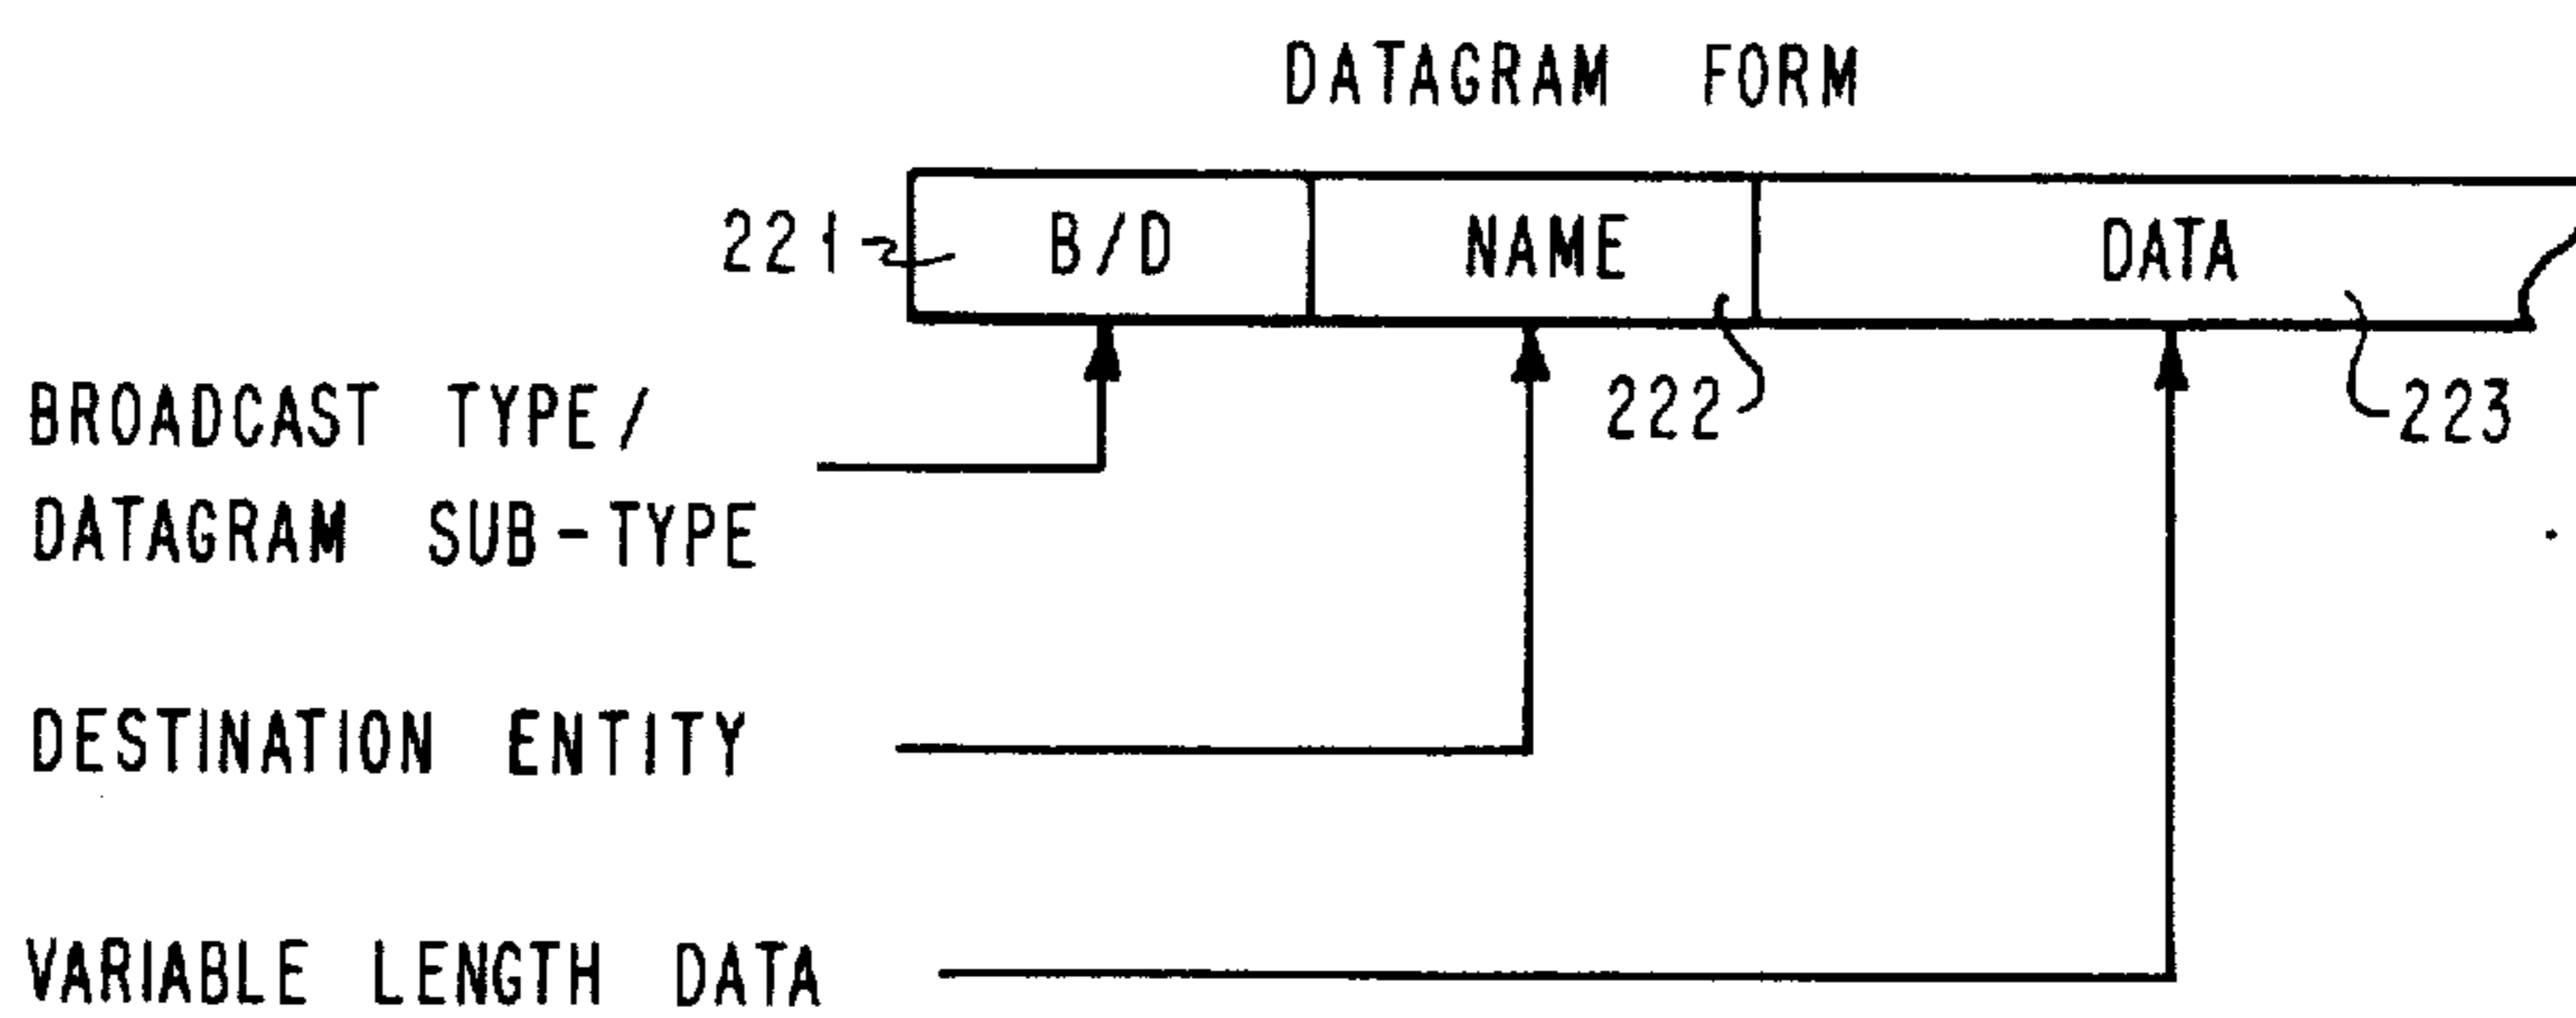 DATAGRAM FORM
221 B/D NAME DATA
222 223
BROADCAST TYPE/
DATAGRAM SUB-TYPE
DESTINATION ENTITY
VARIABLE LENGTH DATA